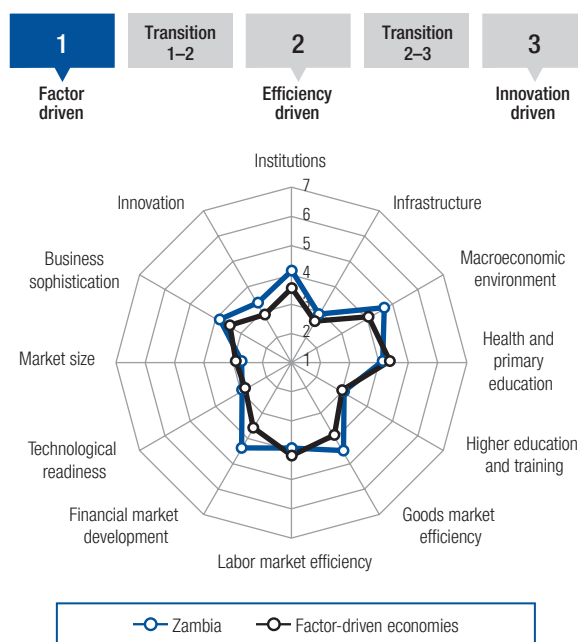 1
Transition
1–2
2
Transition
2–3
3
Factor
driven
Efficiency
driven
Innovation
driven
Institutions
7
Innovation
Infrastructure
6
5
Business
sophistication
Macroeconomic
environment
4
2
Market size
1
Health and
primary
education
Technological
readiness
Higher education
and training
Financial market
development
Goods market
efficiency
Labor market efficiency
Zambia
Factor-driven economies